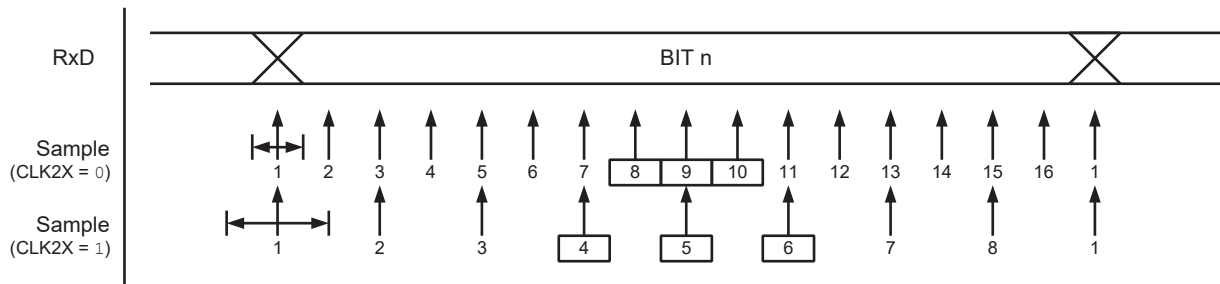 RxD
BIT n
Sample
(CLK2X = 0)
1 2 3 4 5 6 7 8 9 10 11 12 13 14 15 16 1
Sample
(CLK2X = 1)
1 2 3 4 5 6 7 8 1